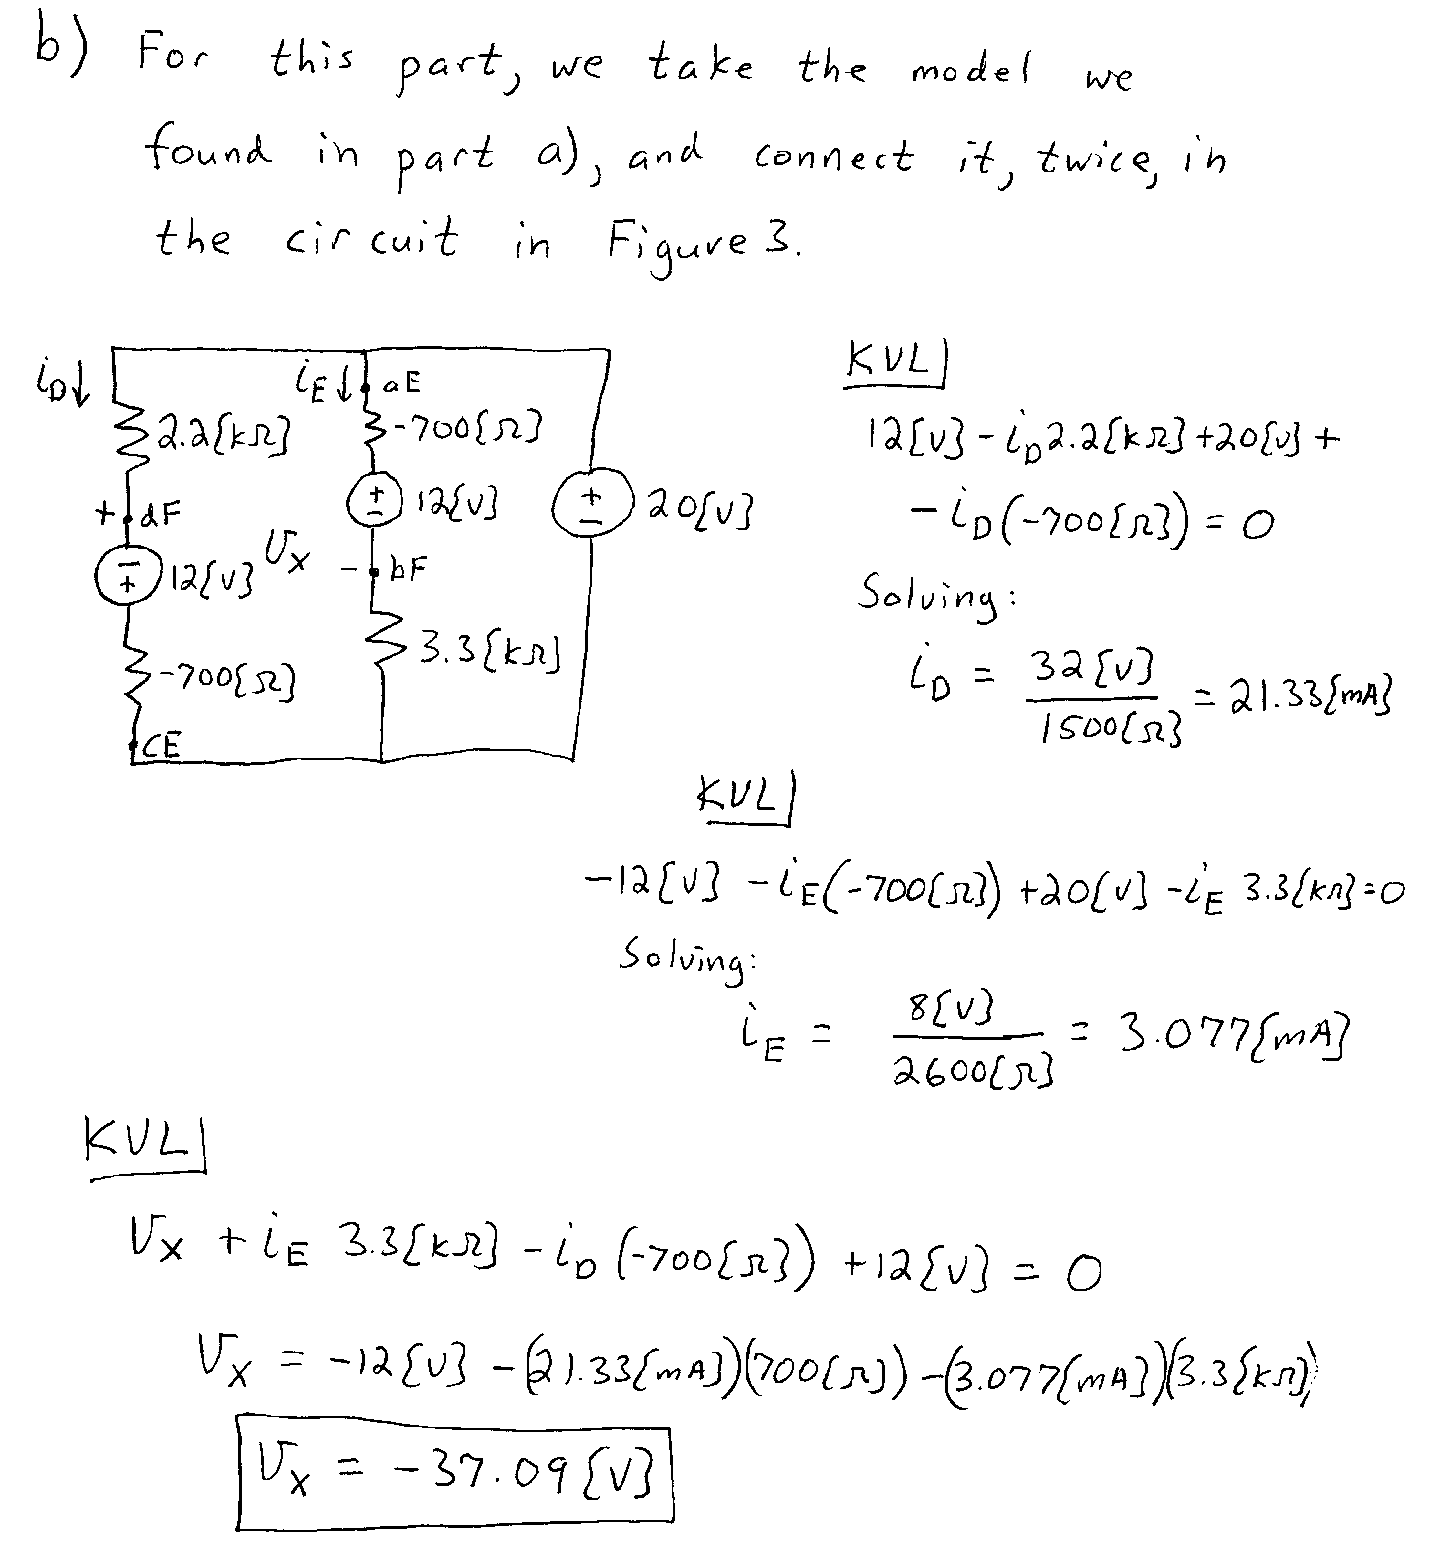 b) For this part, we take the model we
found in part a), and connect it, twice, in
the circuit in Figure 3.
iD↓
iE↓
aE
2.2[kΩ]
-700[Ω]
+
dF
+
-
12[V]
+
-
20[V]
-
+
12[V]
vX
-
bF
3.3[kΩ]
-700[Ω]
CE
KVL
12[V] - iD2.2[kΩ] +20[V] +
- iD(-700[Ω]) = 0
Solving:
iD = 32[V] / 1500[Ω] = 21.33[mA]
KVL
-12[V] - iE(-700[Ω]) +20[V] - iE 3.3[kΩ] = 0
Solving:
iE = 8[V] / 2600[Ω] = 3.077[mA]
KVL
vX + iE 3.3[kΩ] - iD (-700[Ω]) +12[V] = 0
vX = -12[V] - (21.33[mA])(700[Ω]) - (3.077[mA])(3.3[kΩ])
vX = -37.09[V]